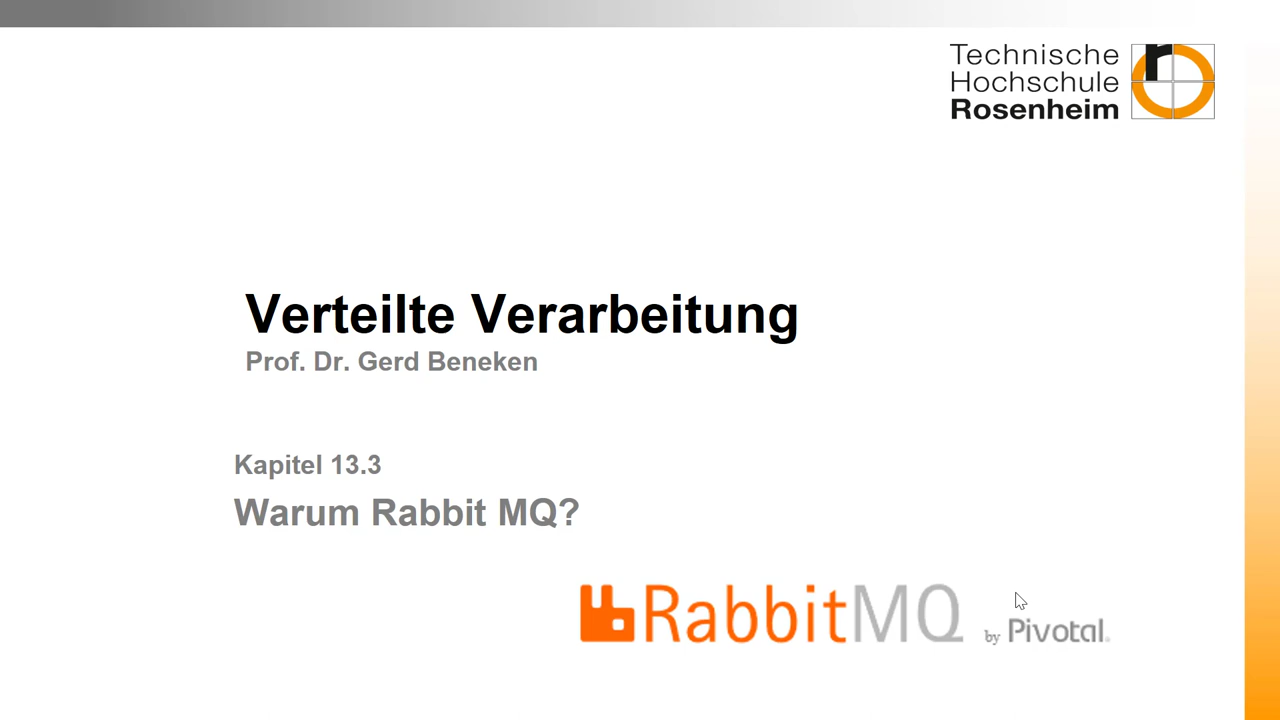 Technische
Hochschule
Rosenheim
Verteilte Verarbeitung
Prof. Dr. Gerd Beneken
Kapitel 13.3
Warum Rabbit MQ?
RabbitMQ by Pivotal.